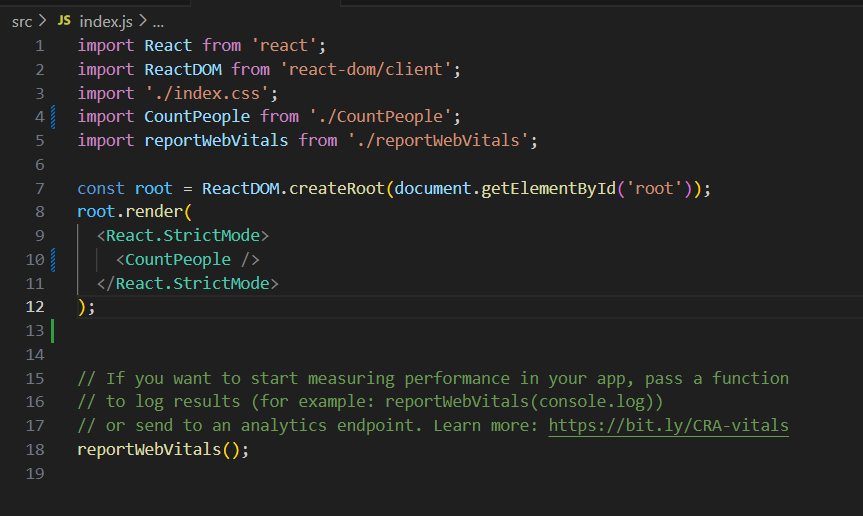 src > JS index.js > ...
1 import React from 'react';
2 import ReactDOM from 'react-dom/client';
3 import './index.css';
4 import CountPeople from './CountPeople';
5 import reportWebVitals from './reportWebVitals';
6
7 const root = ReactDOM.createRoot(document.getElementById('root'));
8 root.render(
9 <React.StrictMode>
10 <CountPeople />
11 </React.StrictMode>
12 );
13
14
15 // If you want to start measuring performance in your app, pass a function
16 // to log results (for example: reportWebVitals(console.log))
17 // or send to an analytics endpoint. Learn more: https://bit.ly/CRA-vitals
18 reportWebVitals();
19